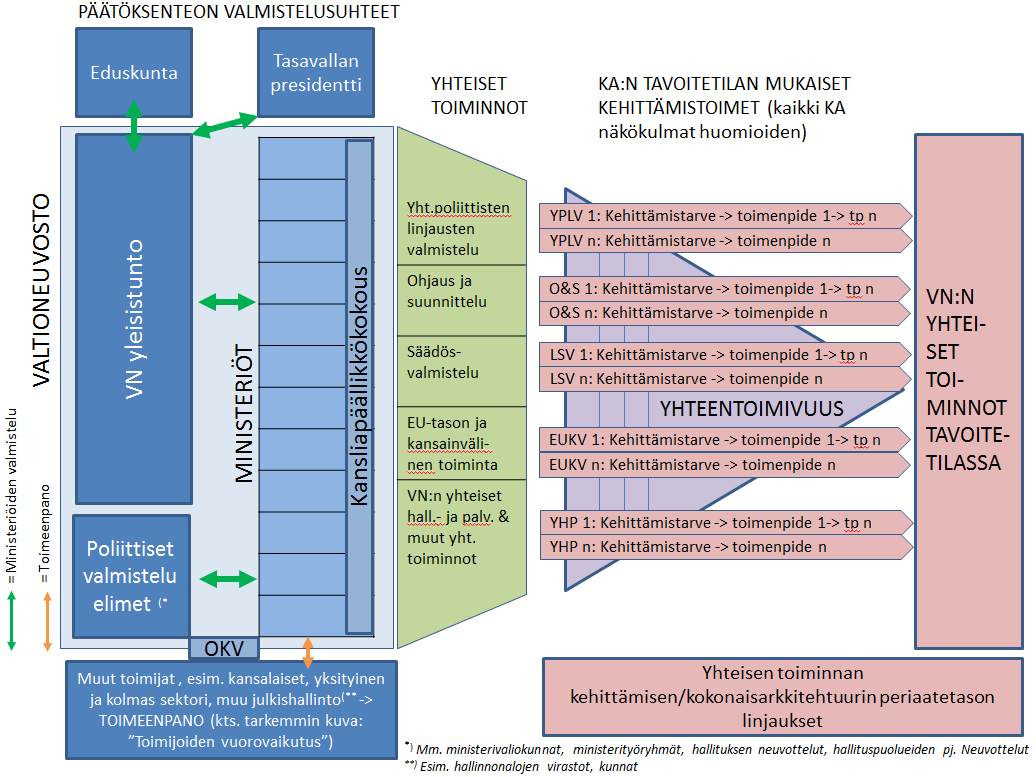 PÄÄTÖKSENTEON VALMISTELUSUHTEET
Eduskunta
Tasavallan
presidentti
VALTIONEUVOSTO
VN yleisistunto
MINISTERIÖT
Kansliapäällikkökokous
Poliittiset
valmistelu
elimet (*
OKV
Muut toimijat , esim. kansalaiset, yksityinen
ja kolmas sektori, muu julkishallinto(** ->
TOIMEENPANO (kts. tarkemmin kuva:
”Toimijoiden vuorovaikutus”)
= Ministeriöiden valmistelu
= Toimeenpano
YHTEISET
TOIMINNOT
Yht.poliittisten
linjausten
valmistelu
Ohjaus ja
suunnittelu
Säädös-
valmistelu
EU-tason ja
kansainväli-
nen toiminta
VN:n yhteiset
hall.- ja palv. &
muut yht.
toiminnot
KA:N TAVOITETILAN MUKAISET
KEHITTÄMISTOIMET (kaikki KA
näkökulmat huomioiden)
YPLV 1: Kehittämistarve -> toimenpide 1-> tp n
YPLV n: Kehittämistarve -> toimenpide n
O&S 1: Kehittämistarve -> toimenpide 1-> tp n
O&S n: Kehittämistarve -> toimenpide n
LSV 1: Kehittämistarve -> toimenpide 1-> tp n
LSV n: Kehittämistarve -> toimenpide n
YHTEENTOIMIVUUS
EUKV 1: Kehittämistarve -> toimenpide 1-> tp n
EUKV n: Kehittämistarve -> toimenpide n
YHP 1: Kehittämistarve -> toimenpide 1-> tp n
YHP n: Kehittämistarve -> toimenpide n
VN:N
YHTEI-
SET
TOI-
MINNOT
TAVOITE-
TILASSA
Yhteisen toiminnan
kehittämisen/kokonaisarkkitehtuurin periaatetason
linjaukset
*) Mm. ministerivaliokunnat, ministerityöryhmät, hallituksen neuvottelut, hallituspuolueiden pj. Neuvottelut
**) Esim. hallinnonalojen virastot, kunnat